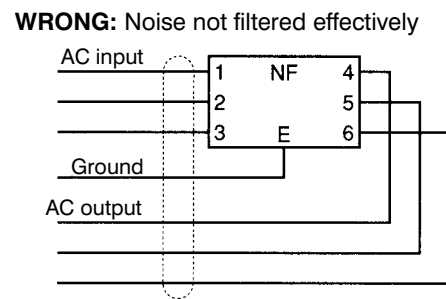 WRONG: Noise not filtered effectively
AC input
1 NF 4
2 5
3 E 6
Ground
AC output